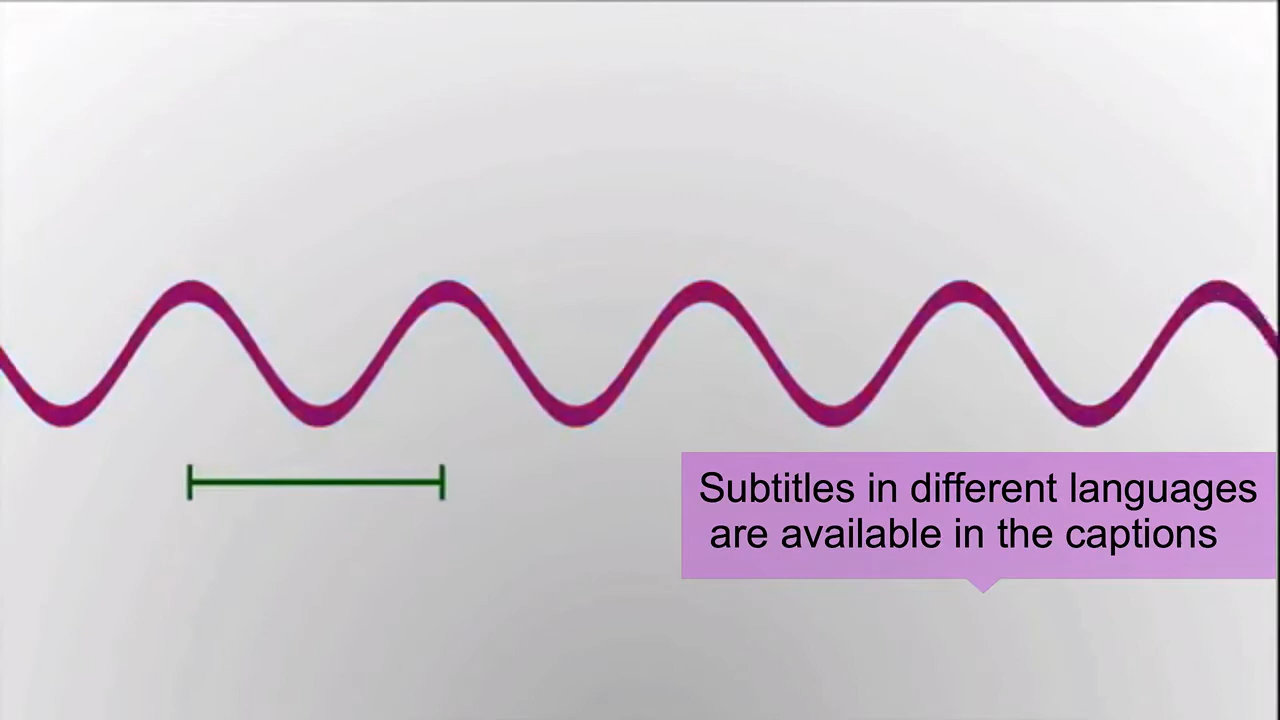 Subtitles in different languages
are available in the captions